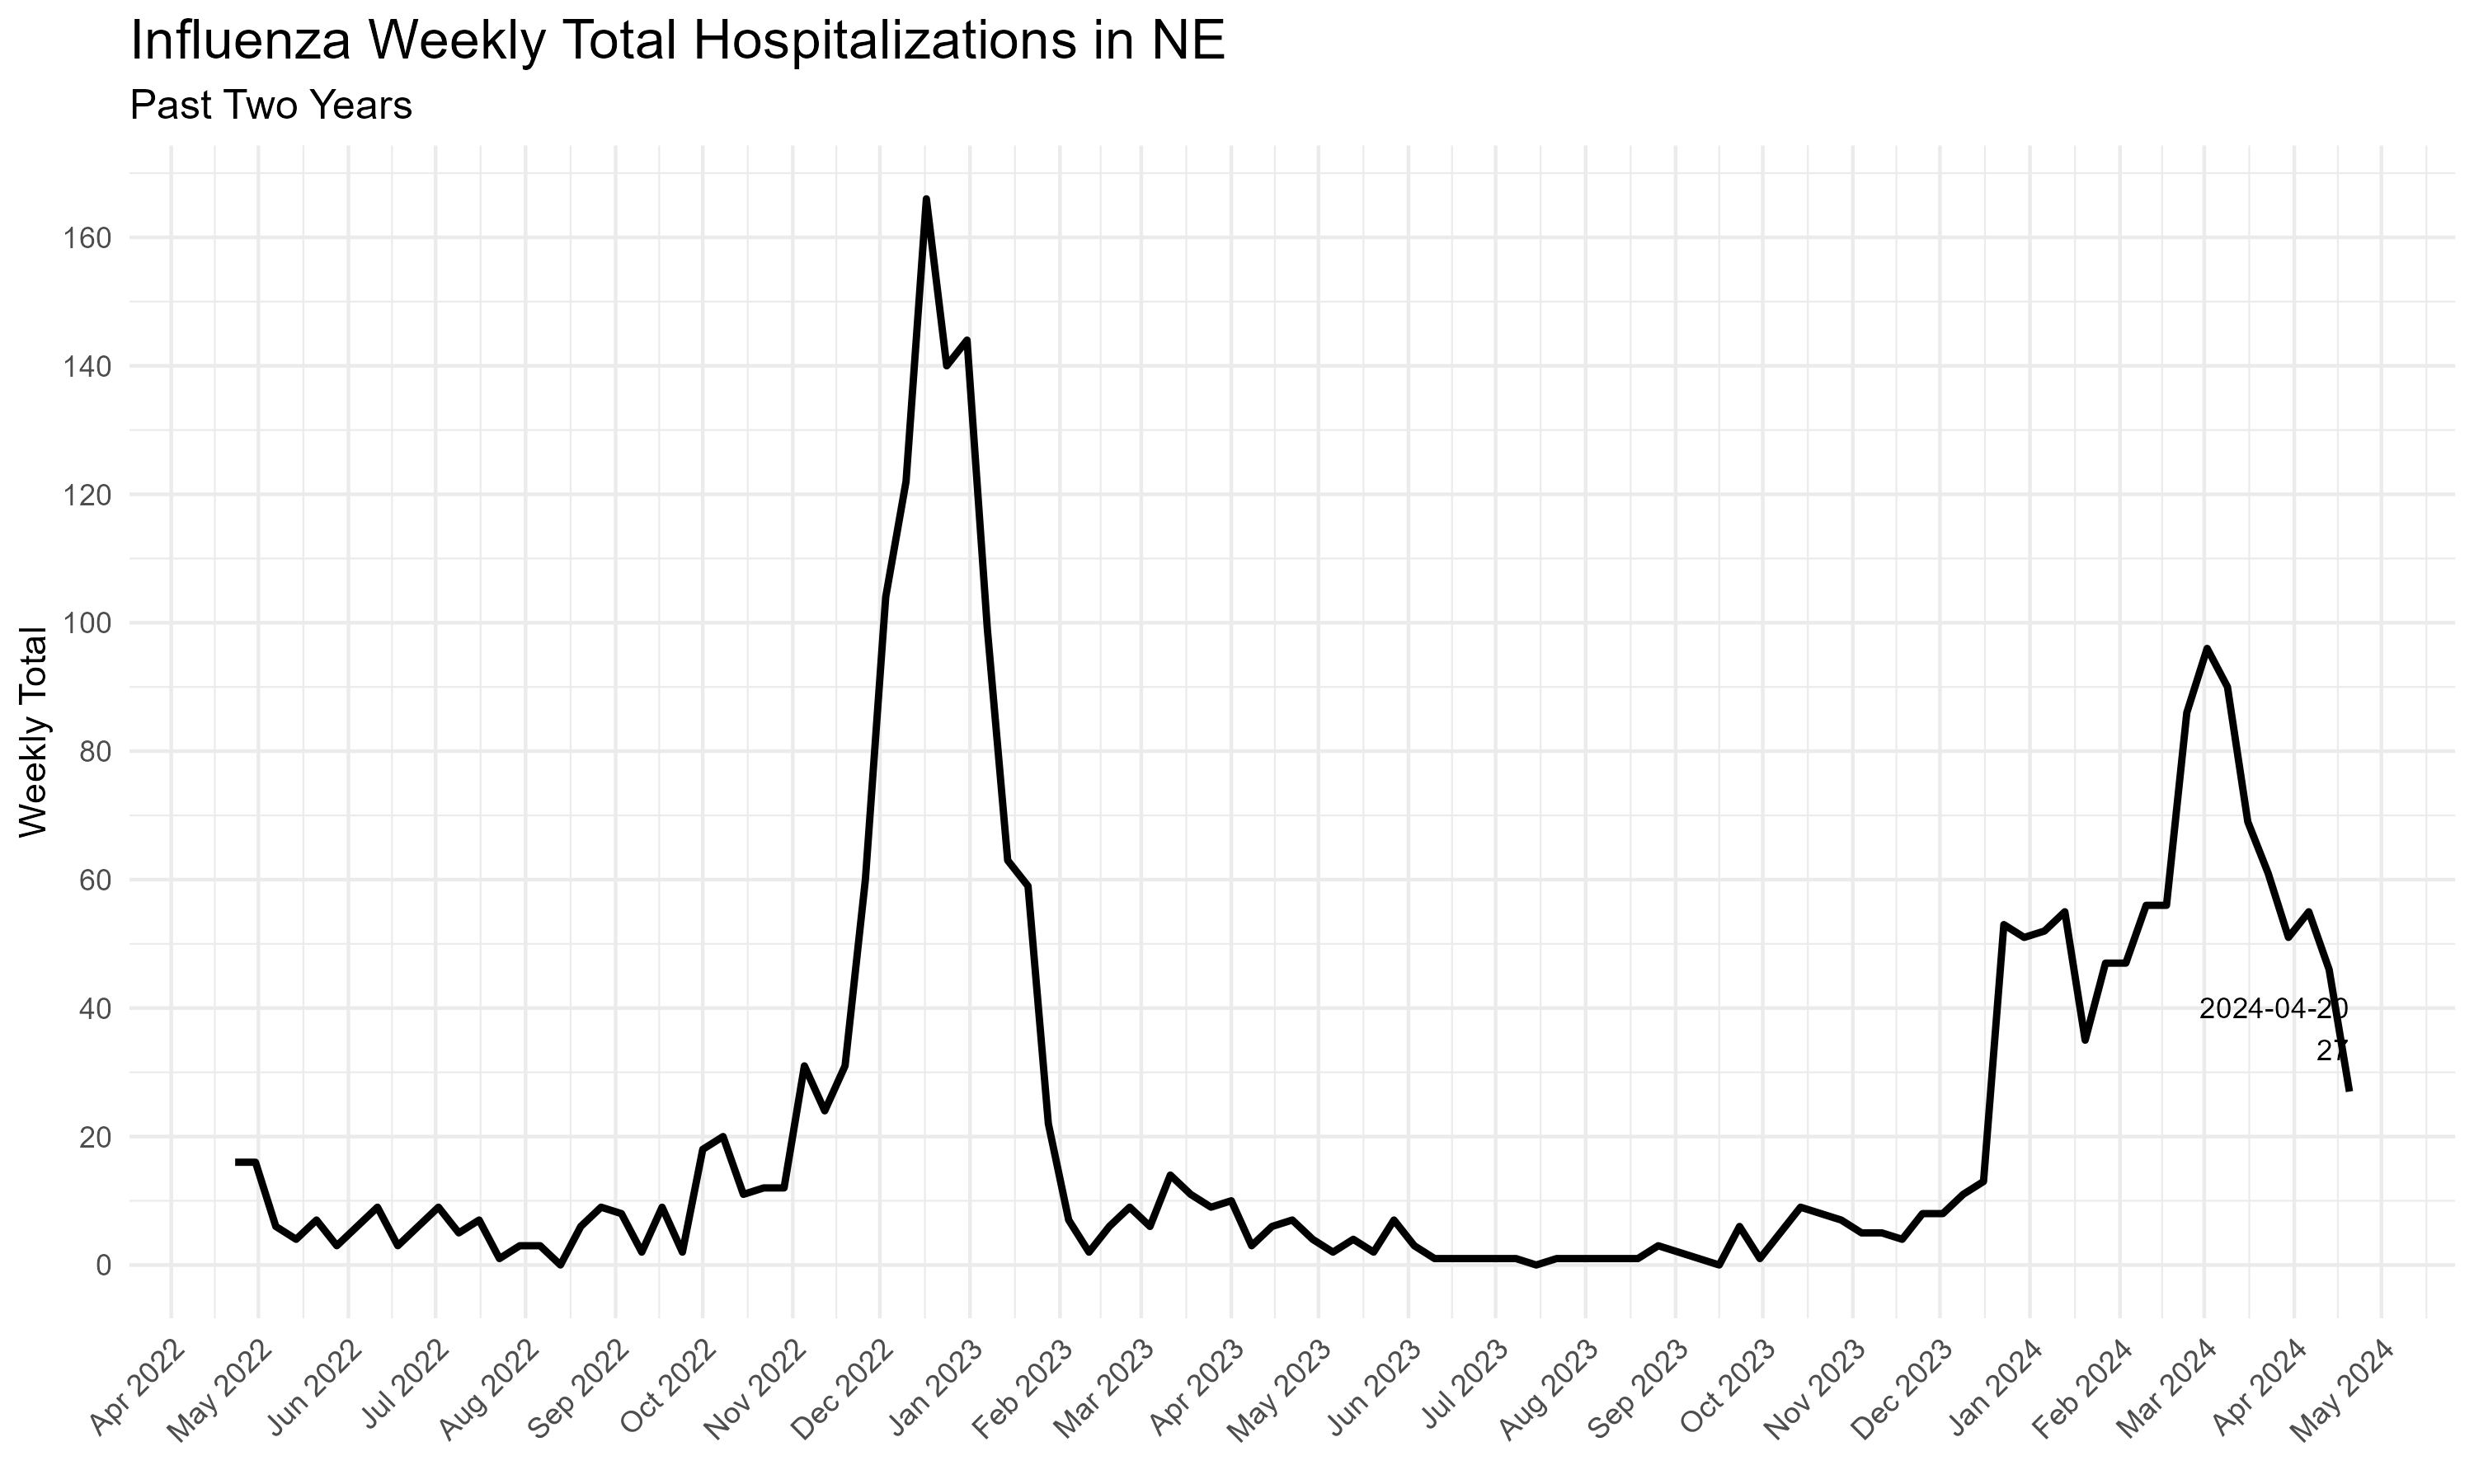 Influenza Weekly Total Hospitalizations in NE
Past Two Years
Weekly Total
160
140
120
100
80
60
40
20
0
2024-04-20
27
Apr 2022
May 2022
Jun 2022
Jul 2022
Aug 2022
Sep 2022
Oct 2022
Nov 2022
Dec 2022
Jan 2023
Feb 2023
Mar 2023
Apr 2023
May 2023
Jun 2023
Jul 2023
Aug 2023
Sep 2023
Oct 2023
Nov 2023
Dec 2023
Jan 2024
Feb 2024
Mar 2024
Apr 2024
May 2024